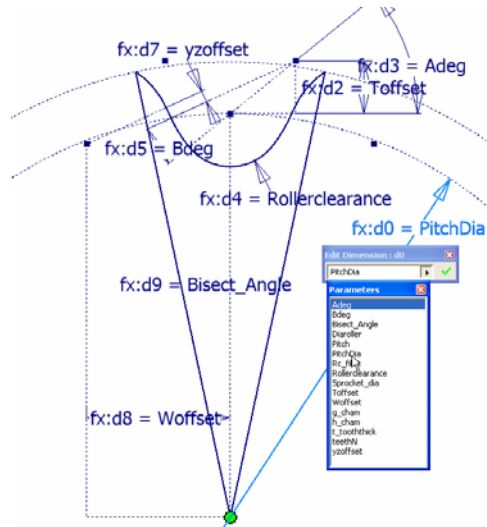 fx:d7 = yzoffset
fx:d3 = Adeg
fx:d2 = Toffset
fx:d5 = Bdeg
fx:d4 = Rollerclearance
fx:d0 = PitchDia
Edit Dimension : d0
PitchDia
Parameters
Adeg
Bdeg
Bisect_Angle
Diaroller
Pitch
PitchDia
Rollerclearance
Sprocket_dia
Toffset
Woffset
g_cham
h_cham
t_tooththick
teethN
yzoffset
fx:d9 = Bisect_Angle
fx:d8 = Woffset